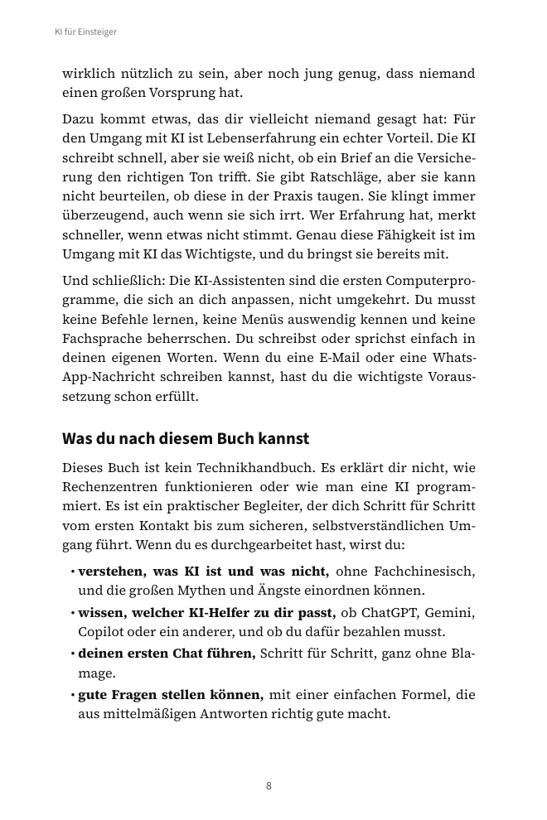 KI für Einsteiger
wirklich nützlich zu sein, aber noch jung genug, dass niemand
einen großen Vorsprung hat.
Dazu kommt etwas, das dir vielleicht niemand gesagt hat: Für
den Umgang mit KI ist Lebenserfahrung ein echter Vorteil. Die KI
schreibt schnell, aber sie weiß nicht, ob ein Brief an die Versiche-
rung den richtigen Ton trifft. Sie gibt Ratschläge, aber sie kann
nicht beurteilen, ob diese in der Praxis taugen. Sie klingt immer
überzeugend, auch wenn sie sich irrt. Wer Erfahrung hat, merkt
schneller, wenn etwas nicht stimmt. Genau diese Fähigkeit ist im
Umgang mit KI das Wichtigste, und du bringst sie bereits mit.
Und schließlich: Die KI-Assistenten sind die ersten Computerpro-
gramme, die sich an dich anpassen, nicht umgekehrt. Du musst
keine Befehle lernen, keine Menüs auswendig kennen und keine
Fachsprache beherrschen. Du schreibst oder sprichst einfach in
deinen eigenen Worten. Wenn du eine E-Mail oder eine Whats-
App-Nachricht schreiben kannst, hast du die wichtigste Voraus-
setzung schon erfüllt.
Was du nach diesem Buch kannst
Dieses Buch ist kein Technikhandbuch. Es erklärt dir nicht, wie
Rechenzentren funktionieren oder wie man eine KI program-
miert. Es ist ein praktischer Begleiter, der dich Schritt für Schritt
vom ersten Kontakt bis zum sicheren, selbstverständlichen Um-
gang führt. Wenn du es durchgearbeitet hast, wirst du:
• verstehen, was KI ist und was nicht, ohne Fachchinesisch,
und die großen Mythen und Ängste einordnen können.
• wissen, welcher KI-Helfer zu dir passt, ob ChatGPT, Gemini,
Copilot oder ein anderer, und ob du dafür bezahlen musst.
• deinen ersten Chat führen, Schritt für Schritt, ganz ohne Bla-
mage.
• gute Fragen stellen können, mit einer einfachen Formel, die
aus mittelmäßigen Antworten richtig gute macht.
8